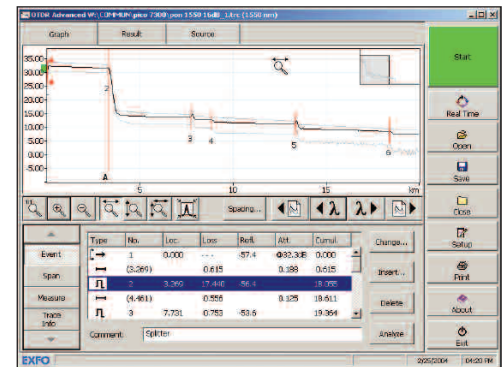 OTDR Advanced W:\COMMUN\pico 7300\pon 1550 16dB _1.trc (1550 nm)
Graph Result Source
Start
35.00
30.00
25.00
20.00
15.00
10.00
5.00
0.00
-5.00
2
3
4
5
6
A
5 10 15 km
Real Time
Open
Save
Close
Setup
Print
About
Exit
Spacing...
Event
Span
Measure
Trace Info
Type No. Loc. Loss Refl. Att. Cumul.
1 0.000 --- -57.4 @32.3dB 0.000
(3.269) 0.615 0.188 0.615
2 3.269 17.440 -56.4 18.055
(4.461) 0.556 0.125 18.611
3 7.731 0.753 -53.6 19.364
Change...
Insert...
Delete
Analyze
Comment: Splitter
EXFO
2/25/2004 04:20 PM